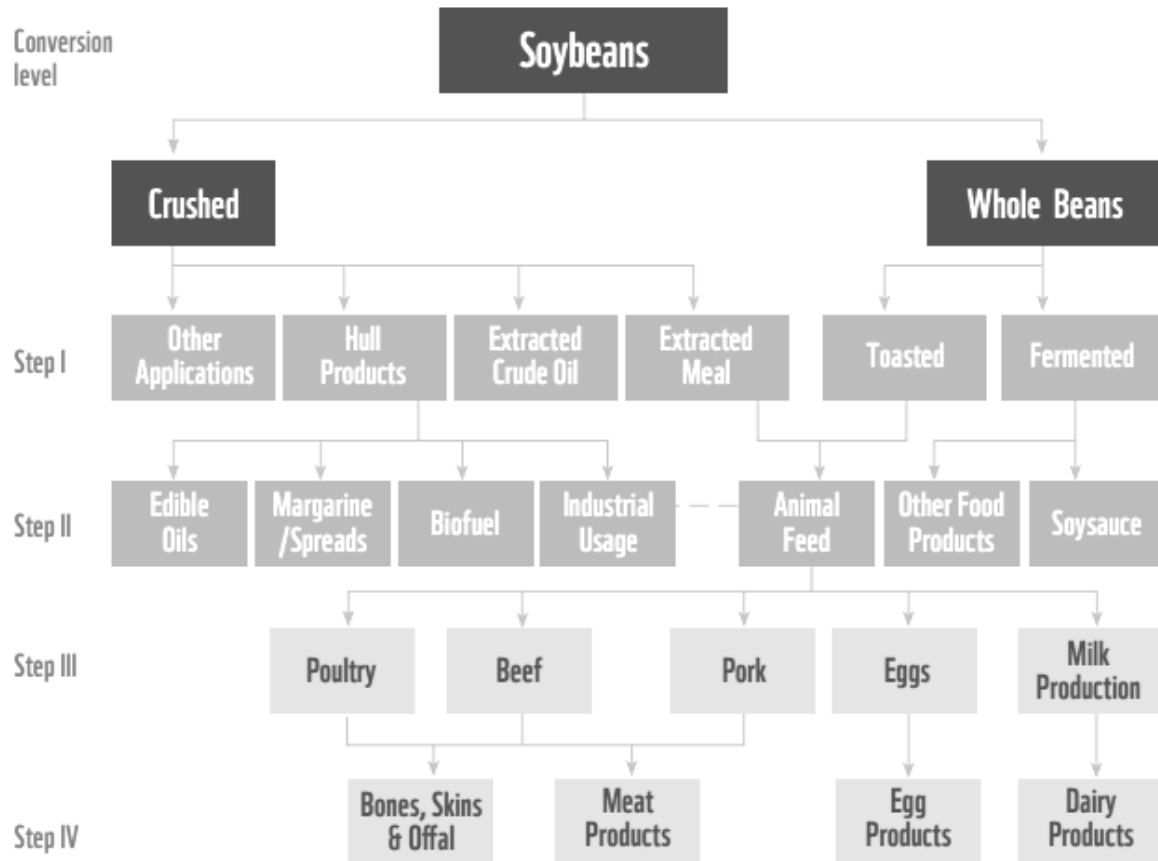 Conversion
level
Soybeans
Crushed
Whole Beans
Step I
Other
Applications
Hull
Products
Extracted
Crude Oil
Extracted
Meal
Toasted
Fermented
Step II
Edible
Oils
Margarine
/Spreads
Biofuel
Industrial
Usage
Animal
Feed
Other Food
Products
Soysauce
Step III
Poultry
Beef
Pork
Eggs
Milk
Production
Step IV
Bones, Skins
& Offal
Meat
Products
Egg
Products
Dairy
Products